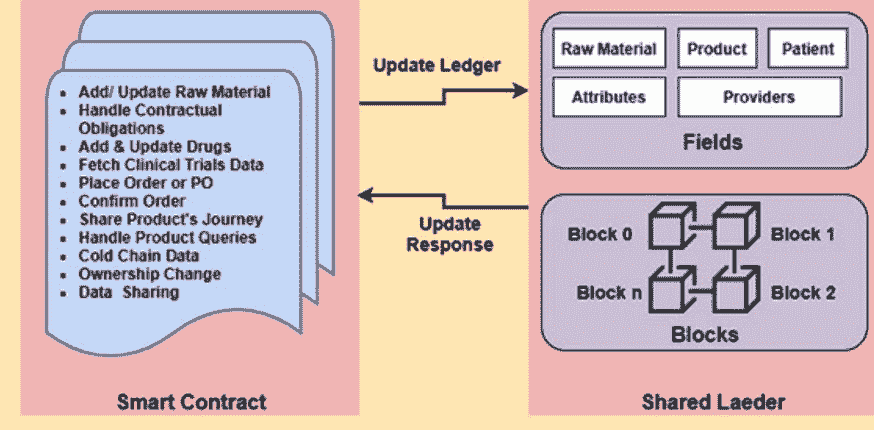 Add/ Update Raw Material
Handle Contractual
Obligations
Add & Update Drugs
Fetch Clinical Trials Data
Place Order or PO
Confirm Order
Share Product's Journey
Handle Product Queries
Cold Chain Data
Ownership Change
Data Sharing
Smart Contract
Update Ledger
Update
Response
Raw Material Product Patient
Attributes Providers
Fields
Block 0 Block 1
Block n Block 2
Blocks
Shared Laeder